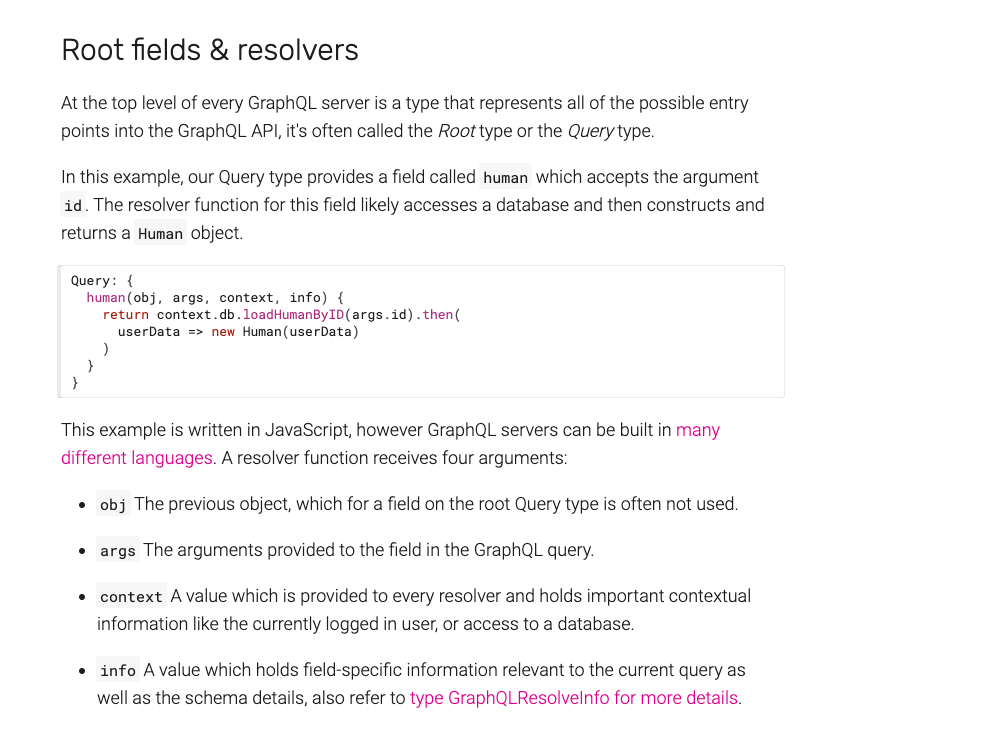 Root fields & resolvers
At the top level of every GraphQL server is a type that represents all of the possible entry
points into the GraphQL API, it's often called the Root type or the Query type.
In this example, our Query type provides a field called human which accepts the argument
id. The resolver function for this field likely accesses a database and then constructs and
returns a Human object.
Query: {
  human(obj, args, context, info) {
    return context.db.loadHumanByID(args.id).then(
      userData => new Human(userData)
    )
  }
}
This example is written in JavaScript, however GraphQL servers can be built in many
different languages. A resolver function receives four arguments:
• obj The previous object, which for a field on the root Query type is often not used.
• args The arguments provided to the field in the GraphQL query.
• context A value which is provided to every resolver and holds important contextual
information like the currently logged in user, or access to a database.
• info A value which holds field-specific information relevant to the current query as
well as the schema details, also refer to type GraphQLResolveInfo for more details.